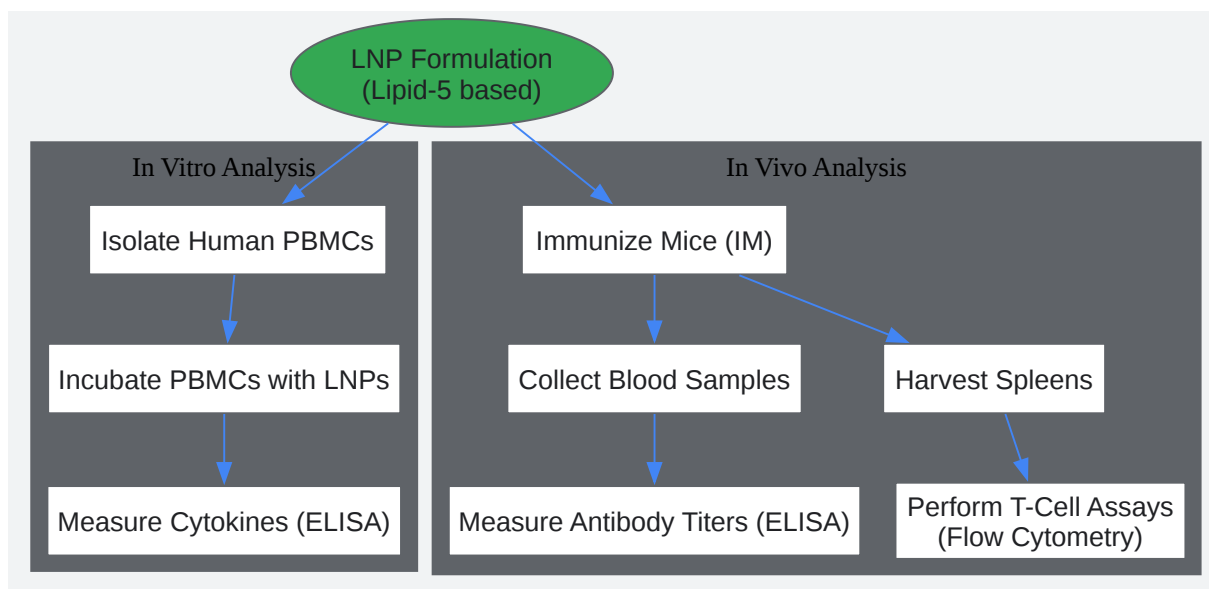 LNP Formulation
(Lipid-5 based)
In Vitro Analysis
In Vivo Analysis
Isolate Human PBMCs
Immunize Mice (IM)
Incubate PBMCs with LNPs
Collect Blood Samples
Harvest Spleens
Measure Cytokines (ELISA)
Measure Antibody Titers (ELISA)
Perform T-Cell Assays
(Flow Cytometry)